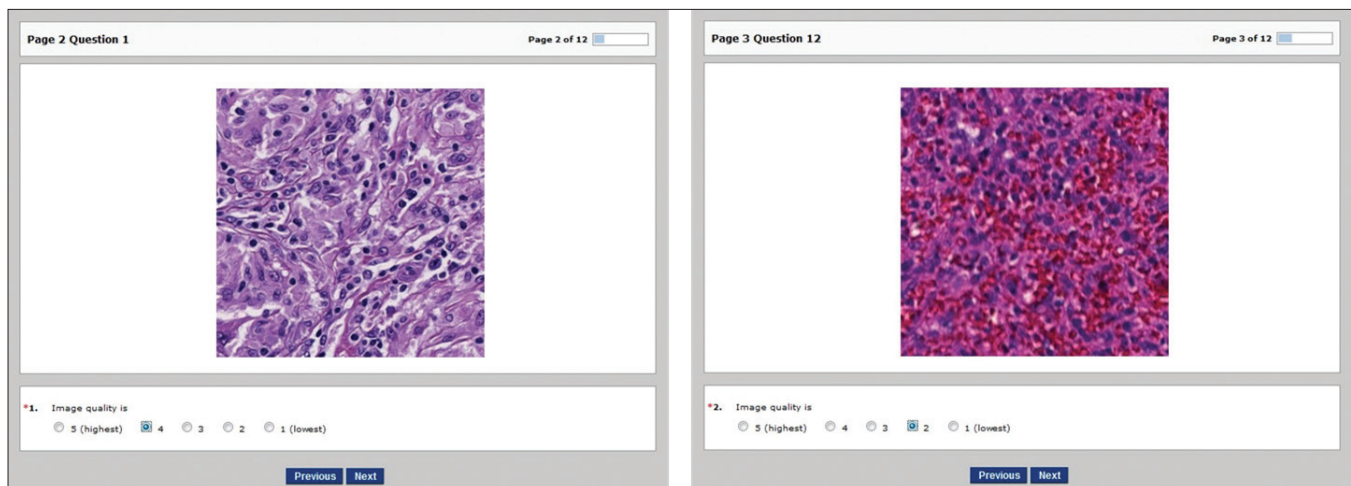 Page 2 Question 1
Page 2 of 12
*1. Image quality is
5 (highest) 4 3 2 1 (lowest)
Previous Next
Page 3 Question 12
Page 3 of 12
*2. Image quality is
5 (highest) 4 3 2 1 (lowest)
Previous Next